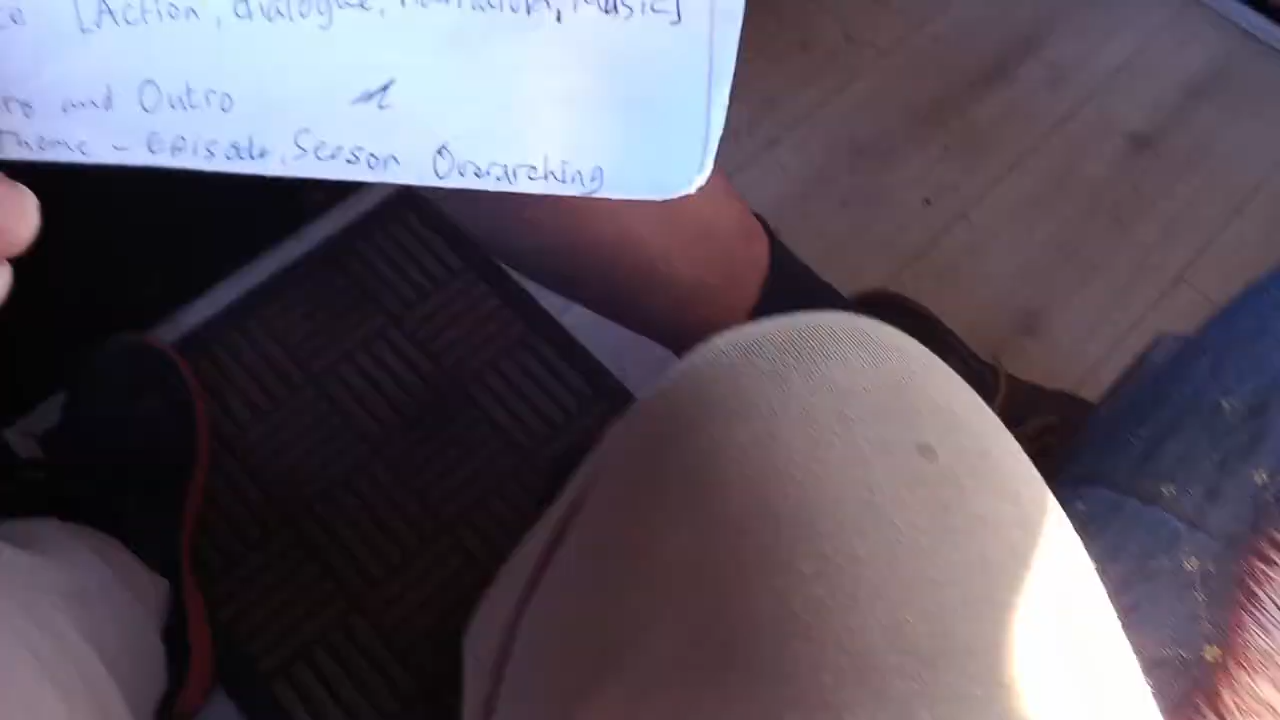 [Action, dialogue, narration, Music]
and Outro
Theme - Episode, Season Overarching